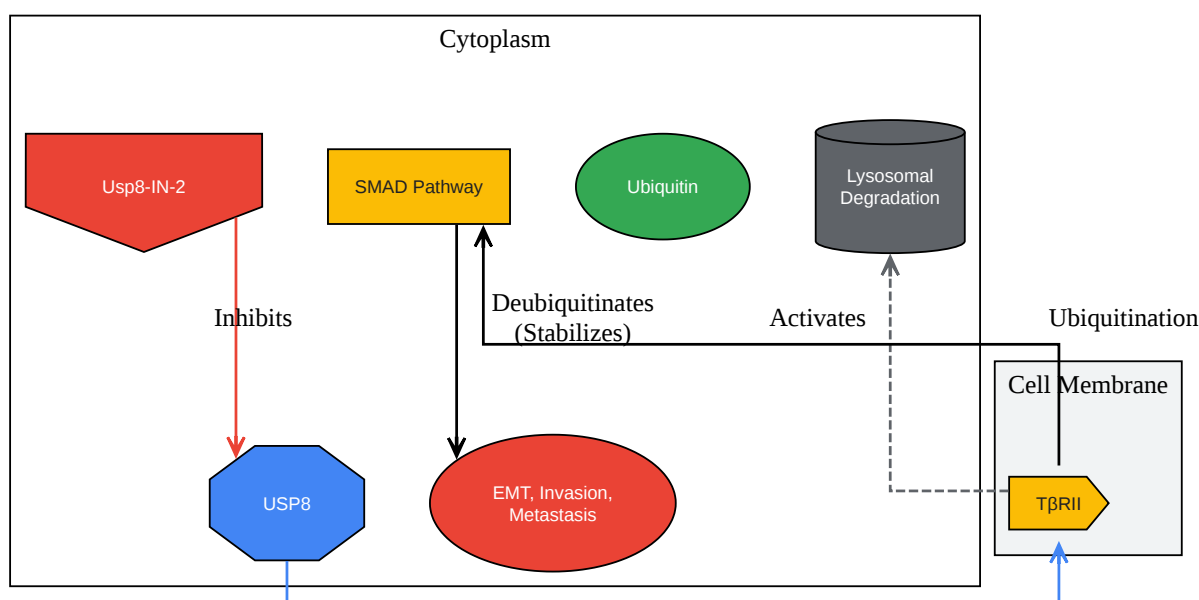 Cytoplasm
Usp8-IN-2
SMAD Pathway
Ubiquitin
Lysosomal
Degradation
Inhibits
Deubiquitinates
(Stabilizes)
Activates
Ubiquitination
Cell Membrane
USP8
EMT, Invasion,
Metastasis
TβRII